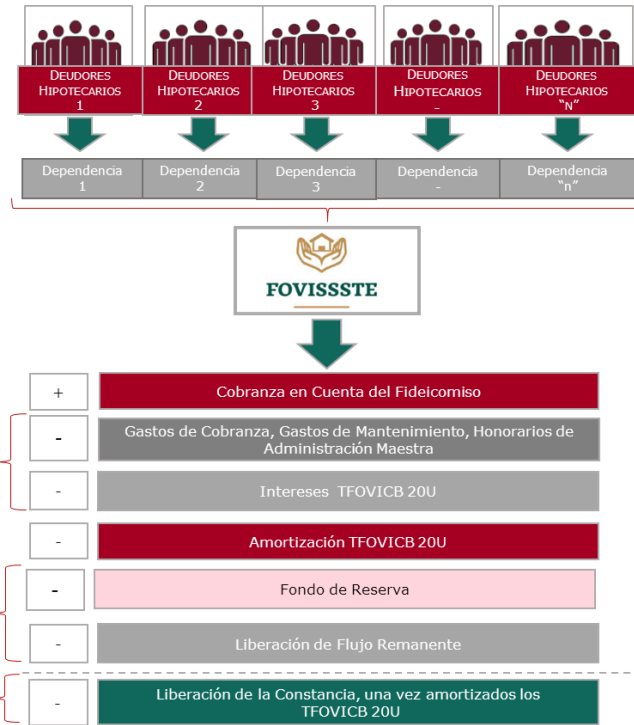 DEUDORES HIPOTECARIOS 1
DEUDORES HIPOTECARIOS 2
DEUDORES HIPOTECARIOS 3
DEUDORES HIPOTECARIOS -
DEUDORES HIPOTECARIOS "N"
Dependencia 1
Dependencia 2
Dependencia 3
Dependencia -
Dependencia "n"
FOVISSSTE
+ Cobranza en Cuenta del Fideicomiso
- Gastos de Cobranza, Gastos de Mantenimiento, Honorarios de
Administración Maestra
- Intereses TFOVICB 20U
- Amortización TFOVICB 20U
- Fondo de Reserva
- Liberación de Flujo Remanente
- Liberación de la Constancia, una vez amortizados los
TFOVICB 20U